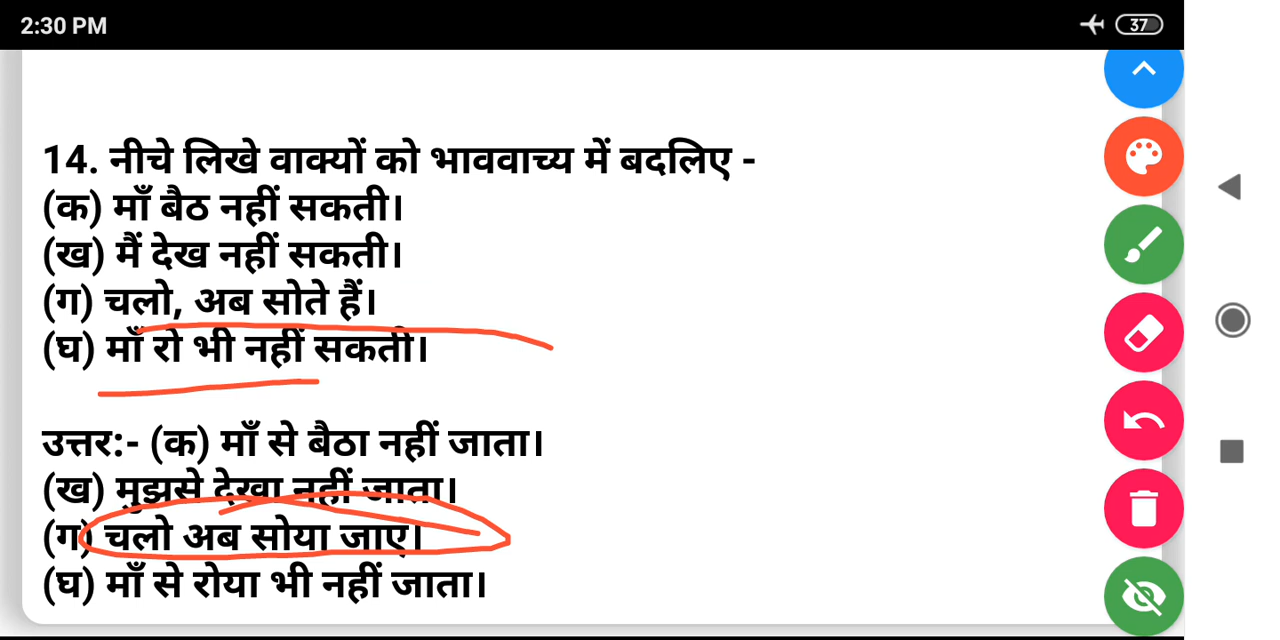 2:30 PM
37
14. नीचे लिखे वाक्यों को भाववाच्य में बदलिए -
(क) माँ बैठ नहीं सकती।
(ख) मैं देख नहीं सकती।
(ग) चलो, अब सोते हैं।
(घ) माँ रो भी नहीं सकती।
उत्तर:- (क) माँ से बैठा नहीं जाता।
(ख) मुझसे देखा नहीं जाता।
(ग) चलो अब सोया जाए।
(घ) माँ से रोया भी नहीं जाता।